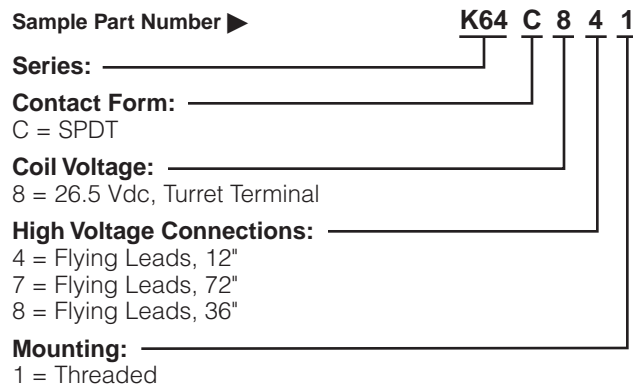 Sample Part Number ▶ K64 C 8 4 1
Series:
Contact Form:
C = SPDT
Coil Voltage:
8 = 26.5 Vdc, Turret Terminal
High Voltage Connections:
4 = Flying Leads, 12"
7 = Flying Leads, 72"
8 = Flying Leads, 36"
Mounting:
1 = Threaded